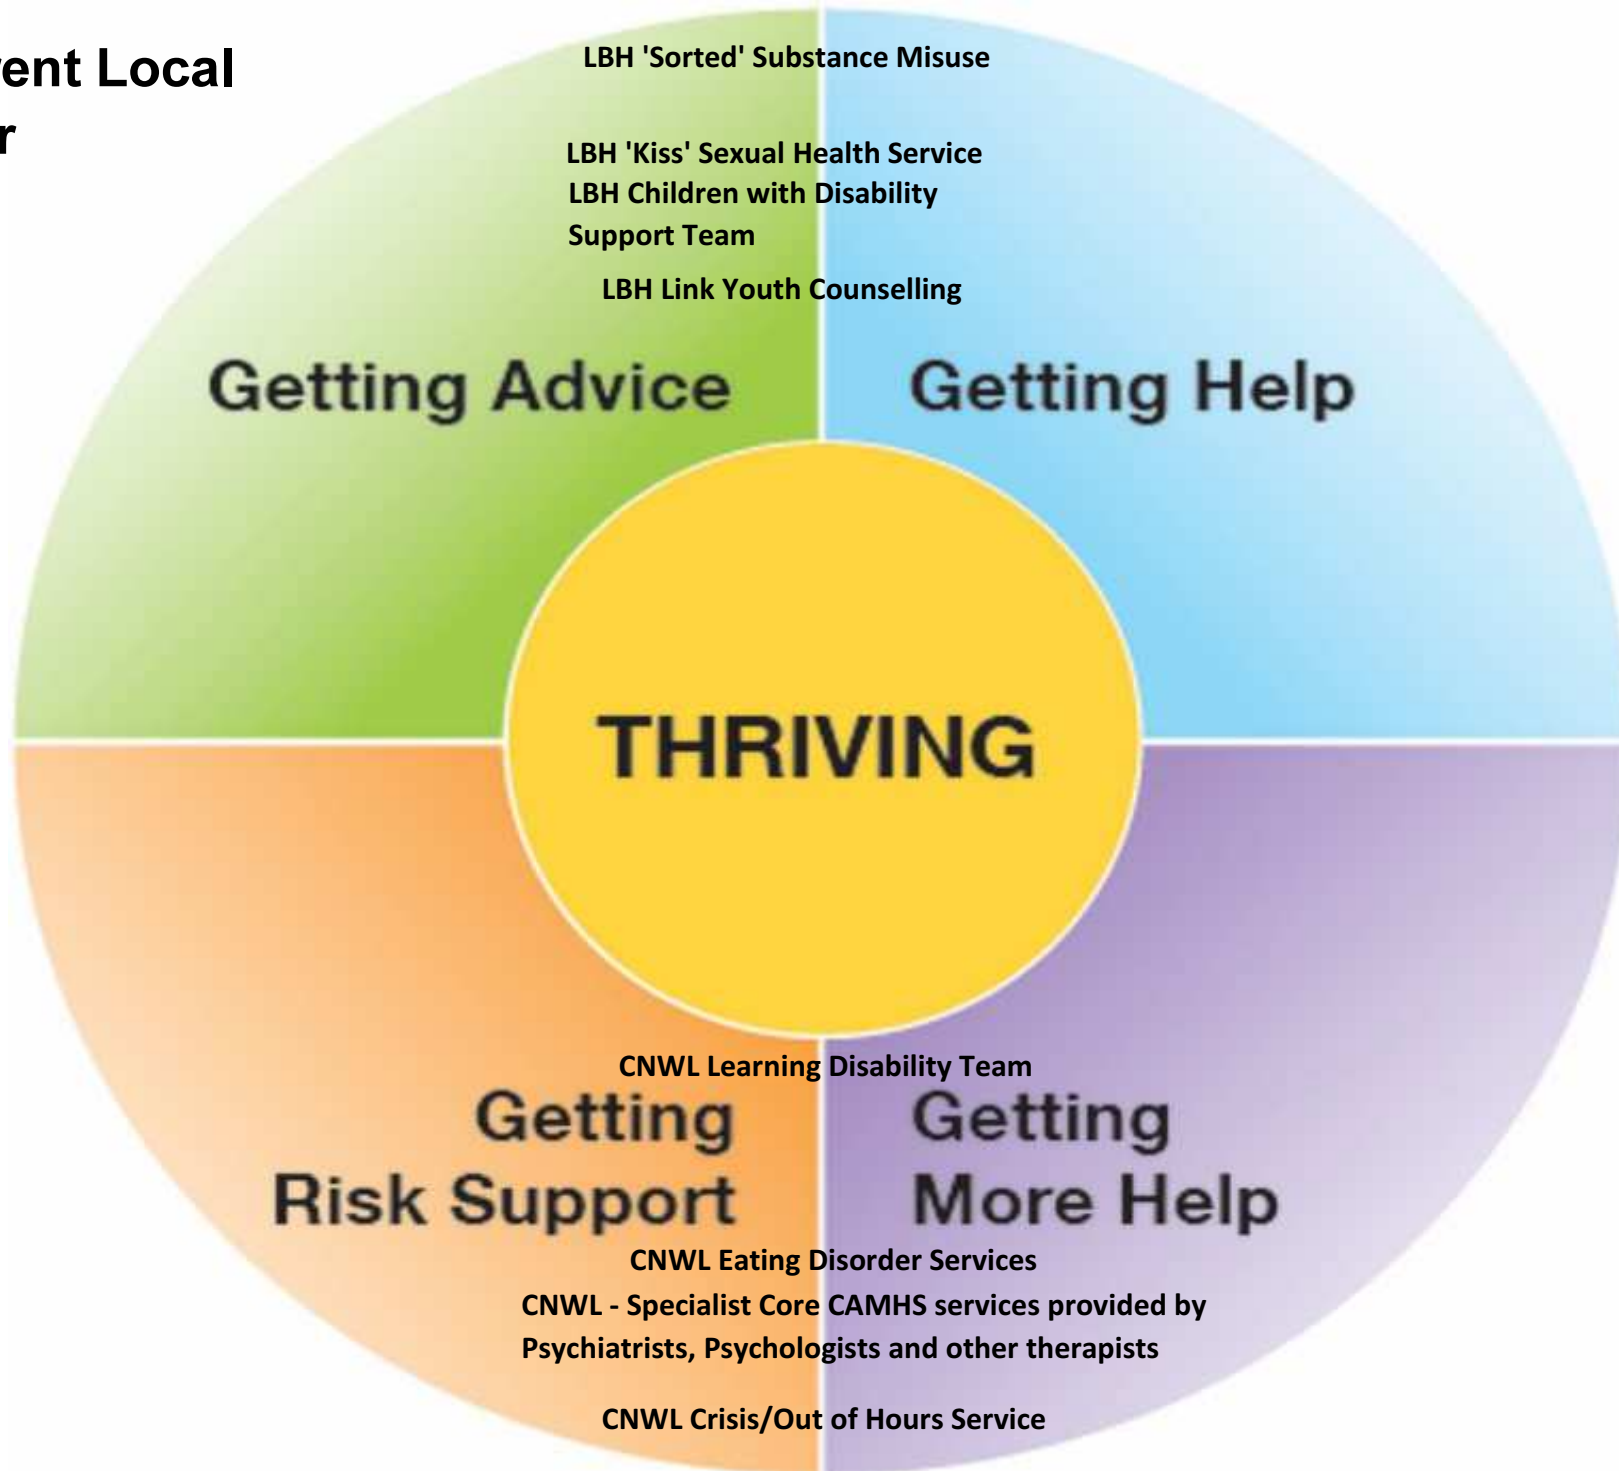 Local
LBH 'Sorted' Substance Misuse
LBH 'Kiss' Sexual Health Service
LBH Children with Disability
Support Team
LBH Link Youth Counselling
Getting Advice
Getting Help
THRIVING
CNWL Learning Disability Team
Getting
Risk Support
Getting
More Help
CNWL Eating Disorder Services
CNWL - Specialist Core CAMHS services provided by
Psychiatrists, Psychologists and other therapists
CNWL Crisis/Out of Hours Service